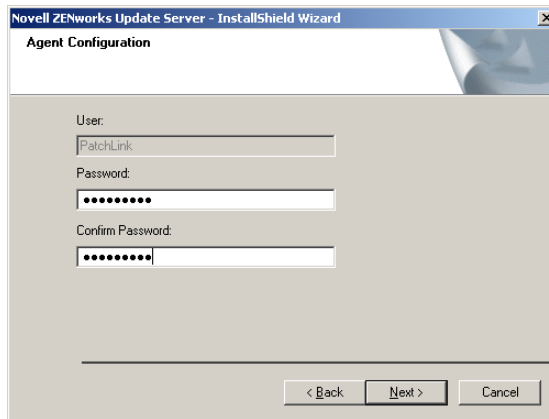 Novell ZENworks Update Server - InstallShield Wizard
Agent Configuration
User:
PatchLink
Password:
●●●●●●●●●
Confirm Password:
●●●●●●●●●
< Back Next > Cancel